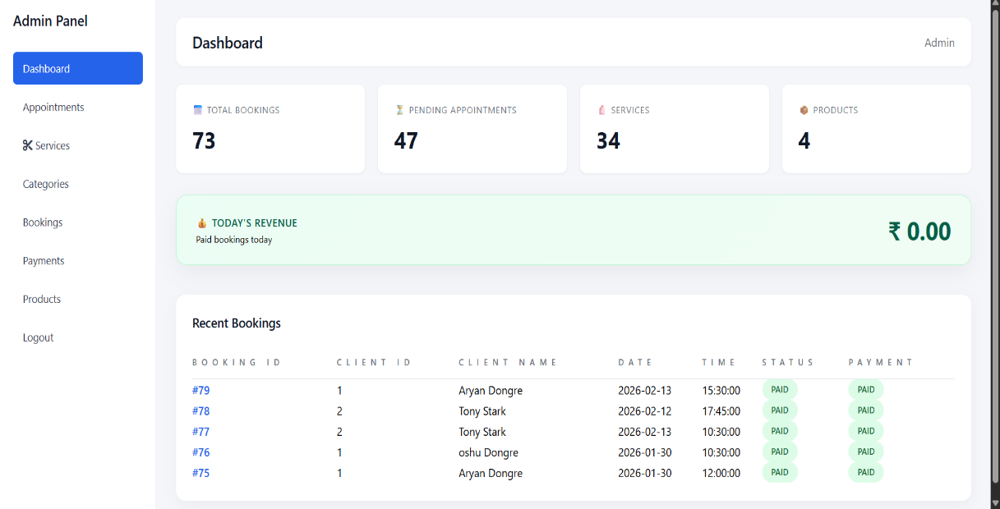 Admin Panel
Dashboard
Appointments
Services
Categories
Bookings
Payments
Products
Logout
Dashboard
Admin
TOTAL BOOKINGS
73
PENDING APPOINTMENTS
47
SERVICES
34
PRODUCTS
4
TODAY'S REVENUE
Paid bookings today
₹ 0.00
Recent Bookings
BOOKING ID CLIENT ID CLIENT NAME DATE TIME STATUS PAYMENT
#79 1 Aryan Dongre 2026-02-13 15:30:00 PAID PAID
#78 2 Tony Stark 2026-02-12 17:45:00 PAID PAID
#77 2 Tony Stark 2026-02-13 10:30:00 PAID PAID
#76 1 oshu Dongre 2026-01-30 10:30:00 PAID PAID
#75 1 Aryan Dongre 2026-01-30 12:00:00 PAID PAID